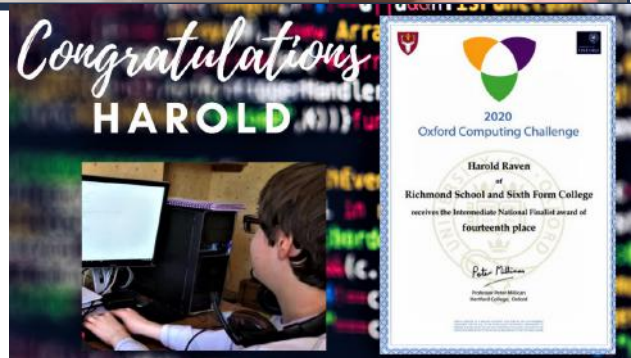 Congratulations
HAROLD
2020
Oxford Computing Challenge
Harold Raven
of
Richmond School and Sixth Form College
receives the Intermediate National Finalist award of
fourteenth place
Professor Peter Millican
Hertford College, Oxford